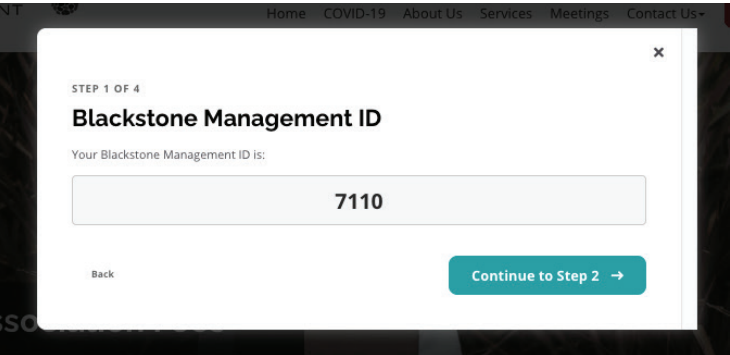 NT
Home COVID-19 About Us Services Meetings Contact Us
×
STEP 1 OF 4
Blackstone Management ID
Your Blackstone Management ID is:
7110
Back
Continue to Step 2 →